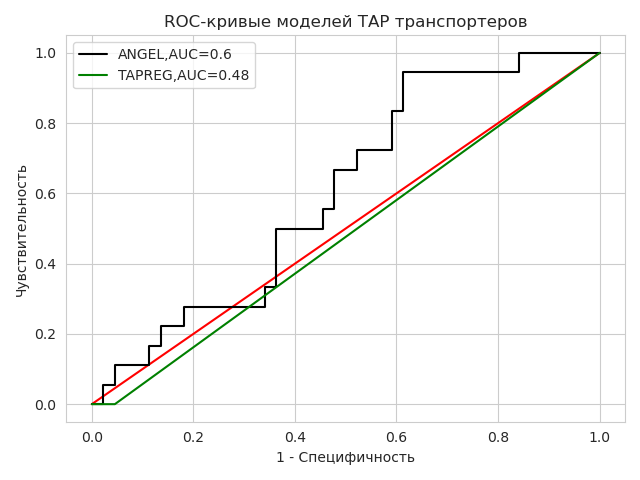 ROC-кривые моделей TAP транспортеров
ANGEL,AUC=0.6
TAPREG,AUC=0.48
Чувствительность
1.0
0.8
0.6
0.4
0.2
0.0
0.0 0.2 0.4 0.6 0.8 1.0
1 - Специфичность